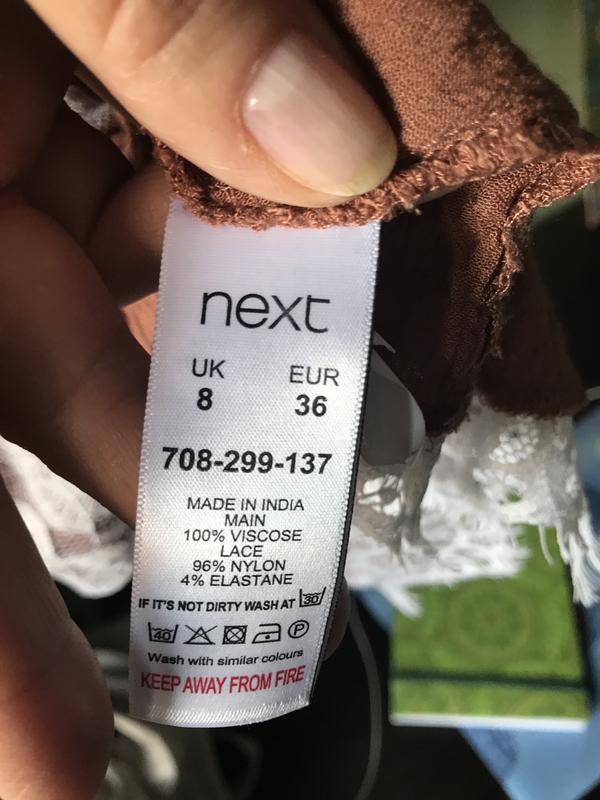 next
UK EUR
8 36
708-299-137
MADE IN INDIA
MAIN
100% VISCOSE
LACE
96% NYLON
4% ELASTANE
IF IT'S NOT DIRTY WASH AT 30
40 P
Wash with similar colours
KEEP AWAY FROM FIRE